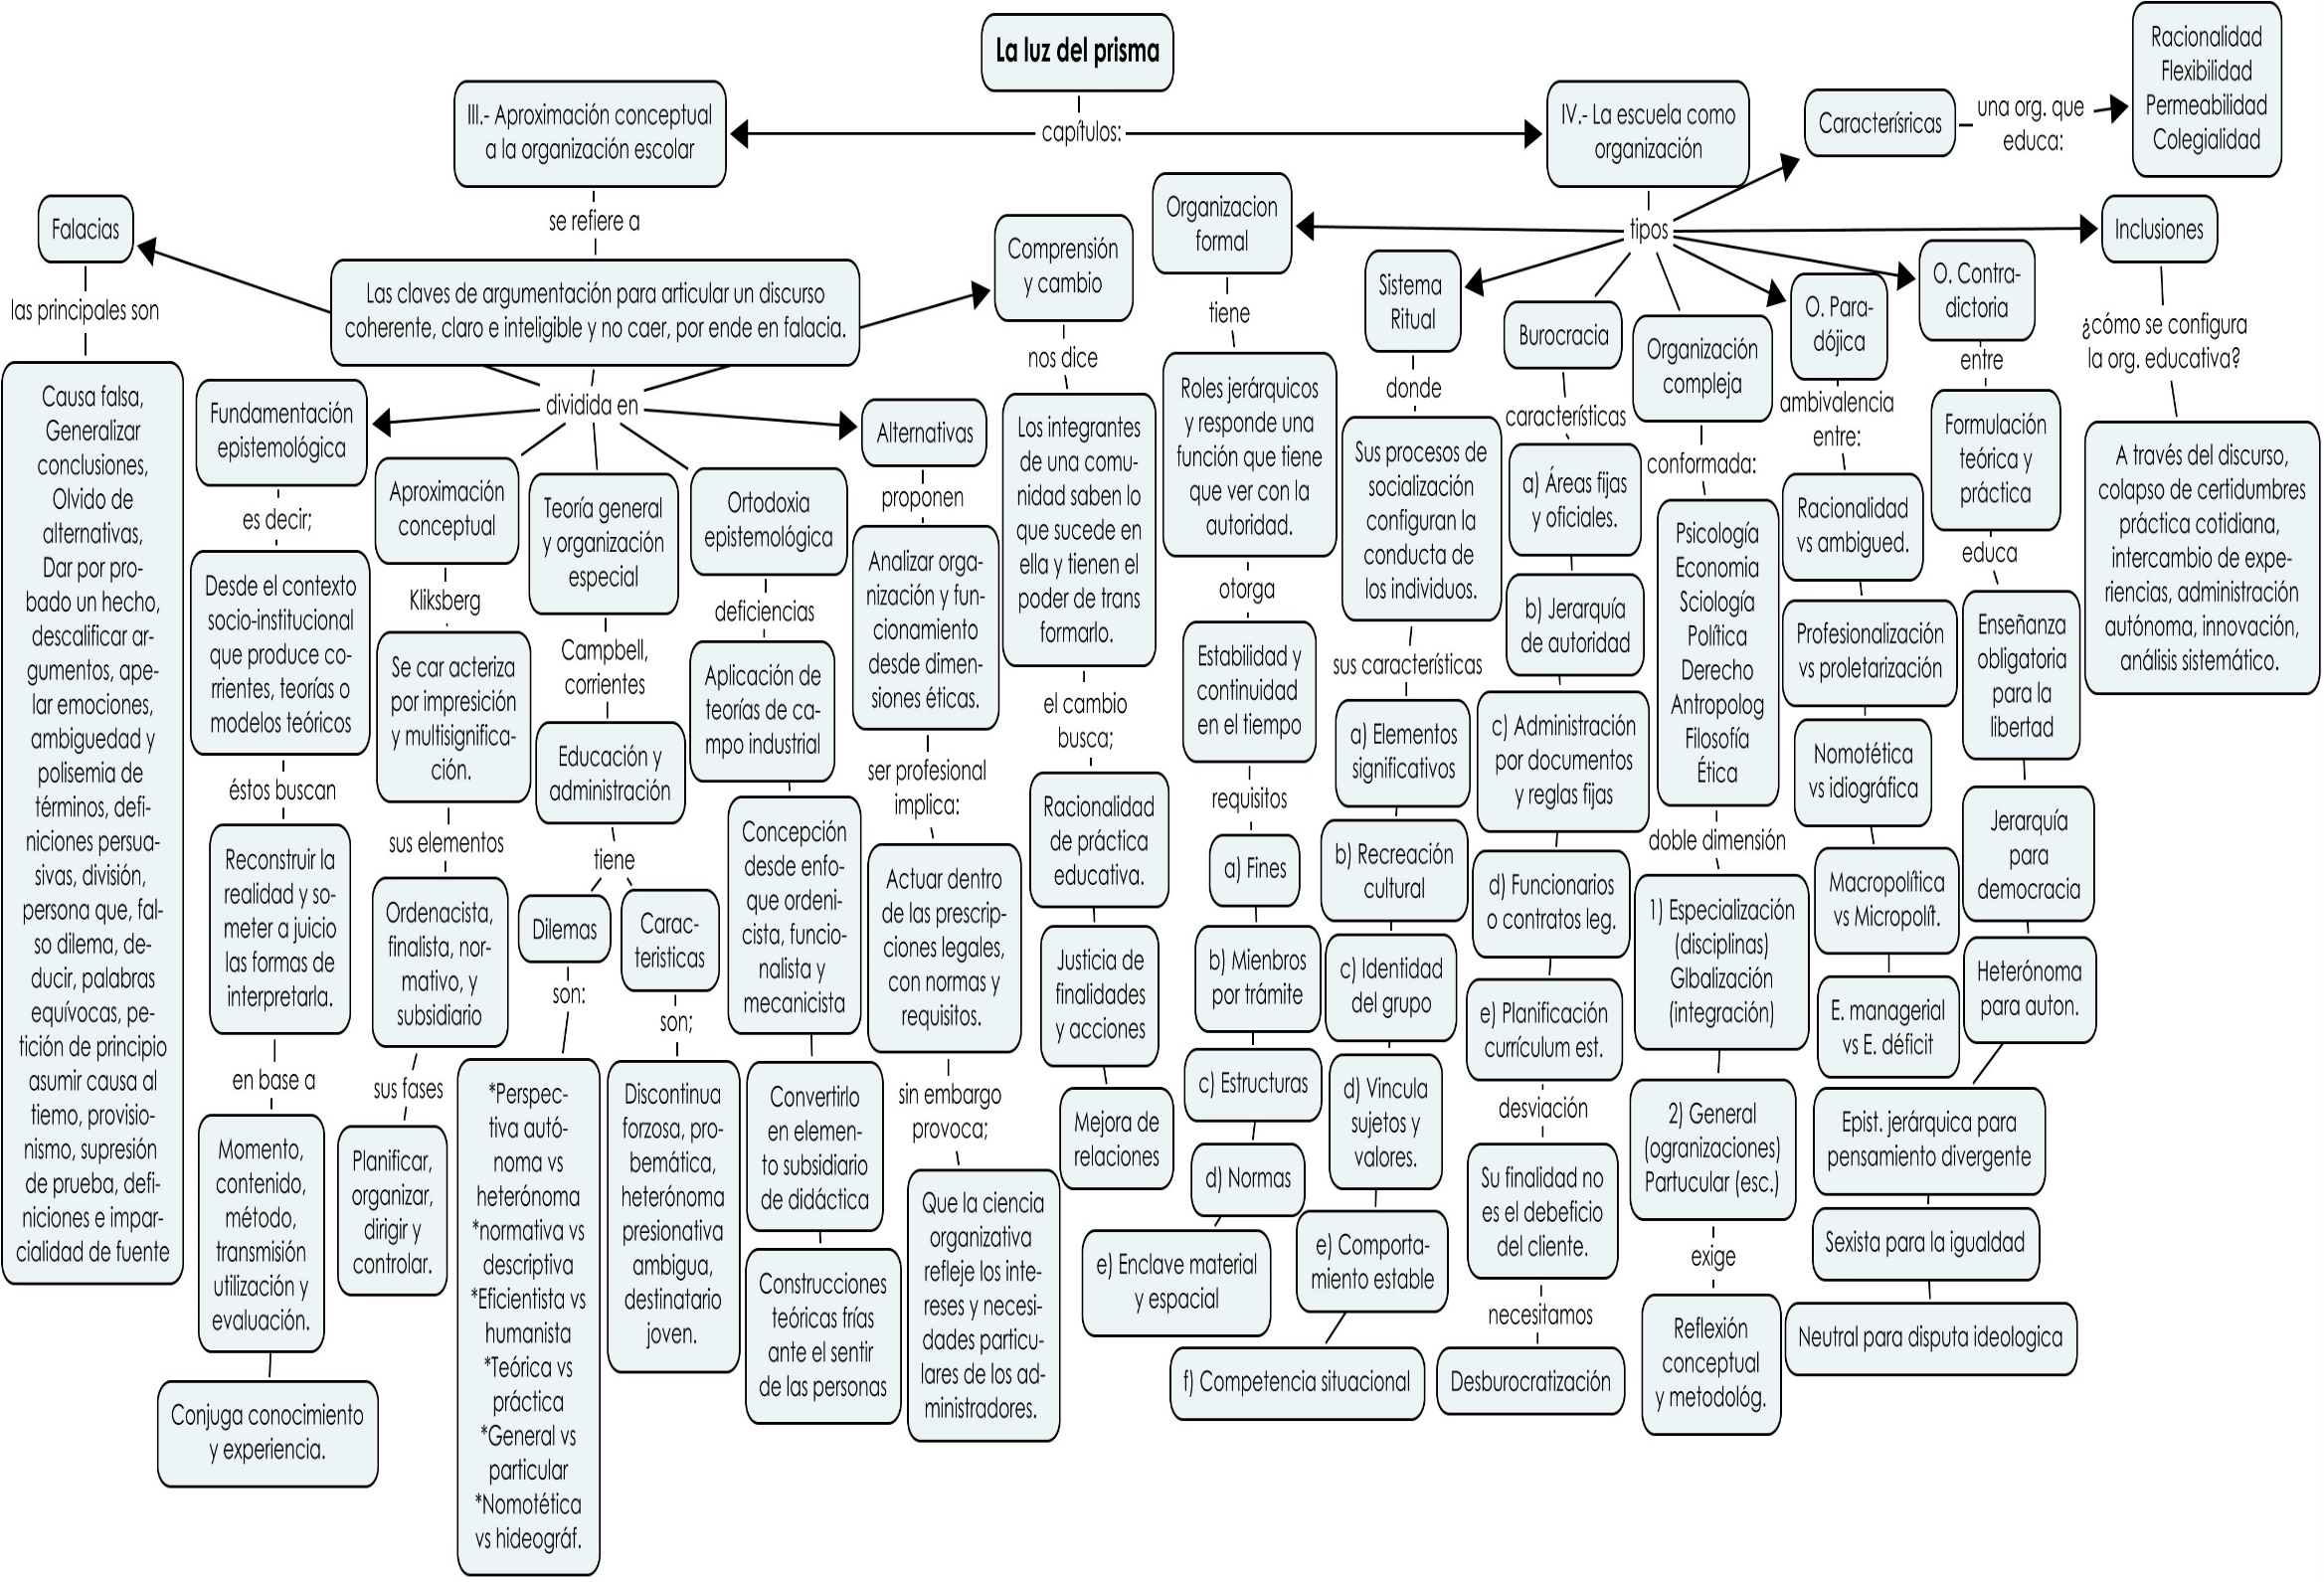 La luz del prisma
capítulos:
III.- Aproximación conceptual
a la organización escolar
se refiere a
Las claves de argumentación para articular un discurso
coherente, claro e inteligible y no caer, por ende en falacia.
Falacias
las principales son
Causa falsa,
Generalizar
conclusiones,
Olvido de
alternativas,
Dar por pro-
bado un hecho,
descalificar ar-
gumentos, ape-
lar emociones,
ambiguedad y
polisemia de
términos, defi-
niciones persua-
sivas, división,
persona que, fal-
so dilema, de-
ducir, palabras
equívocas, pe-
tición de principio
asumir causa al
tiemo, provisio-
nismo, supresión
de prueba, defi-
niciones e impar-
cialidad de fuente
dividida en
Fundamentación
epistemológica
es decir;
Desde el contexto
socio-institucional
que produce co-
rrientes, teorías o
modelos teóricos
éstos buscan
Reconstruir la
realidad y so-
meter a juicio
las formas de
interpretarla.
en base a
Momento,
contenido,
método,
transmisión
utilización y
evaluación.
Conjuga conocimiento
y experiencia.
Aproximación
conceptual
Kliksberg
Se car acteriza
por impresición
y multisignifica-
ción.
sus elementos
Ordenacista,
finalista, nor-
mativo, y
subsidiario
sus fases
Planificar,
organizar,
dirigir y
controlar.
Teoría general
y organización
especial
Campbell,
corrientes
Educación y
administración
tiene
Dilemas
son:
*Perspec-
tiva autó-
noma vs
heterónoma
*normativa vs
descriptiva
*Eficientista vs
humanista
*Teórica vs
práctica
*General vs
particular
*Nomotética
vs hideográf.
Carac-
teristicas
son;
Discontinua
forzosa, pro-
bemática,
heterónoma
presionativa
ambigua,
destinatario
joven.
Ortodoxia
epistemológica
deficiencias
Aplicación de
teorías de ca-
mpo industrial
Concepción
desde enfo-
que ordeni-
cista, funcio-
nalista y
mecanicista
Convertirlo
en elemen-
to subsidiario
de didáctica
Construcciones
teóricas frías
ante el sentir
de las personas
Alternativas
proponen
Analizar orga-
nización y fun-
cionamiento
desde dimen-
siones éticas.
ser profesional
implica:
Actuar dentro
de las prescrip-
ciones legales,
con normas y
requisitos.
sin embargo
provoca;
Que la ciencia
organizativa
refleje los inte-
reses y necesi-
dades particu-
lares de los ad-
ministradores.
Comprensión
y cambio
nos dice
Los integrantes
de una comu-
nidad saben lo
que sucede en
ella y tienen el
poder de trans
formarlo.
el cambio
busca;
Racionalidad
de práctica
educativa.
Justicia de
finalidades
y acciones
Mejora de
relaciones
IV.- La escuela como
organización
tipos
Organizacion
formal
tiene
Roles jerárquicos
y responde una
función que tiene
que ver con la
autoridad.
otorga
Estabilidad y
continuidad
en el tiempo
requisitos
a) Fines
b) Mienbros
por trámite
c) Estructuras
d) Normas
e) Enclave material
y espacial
Sistema
Ritual
donde
Sus procesos de
socialización
configuran la
conducta de
los individuos.
sus características
a) Elementos
significativos
b) Recreación
cultural
c) Identidad
del grupo
d) Vincula
sujetos y
valores.
e) Comporta-
miento estable
f) Competencia situacional
Burocracia
características
a) Áreas fijas
y oficiales.
b) Jerarquía
de autoridad
c) Administración
por documentos
y reglas fijas
d) Funcionarios
o contratos leg.
e) Planificación
currículum est.
desviación
Su finalidad no
es el debeficio
del cliente.
necesitamos
Desburocratización
Organización
compleja
conformada:
Psicología
Economia
Sciología
Política
Derecho
Antropolog
Filosofía
Ética
doble dimensión
1) Especialización
(disciplinas)
Glbalización
(integración)
2) General
(ogranizaciones)
Partucular (esc.)
exige
Reflexión
conceptual
y metodológ.
O. Para-
dójica
ambivalencia
entre:
Racionalidad
vs ambigued.
Profesionalización
vs proletarización
Nomotética
vs idiográfica
Macropolítica
vs Micropolít.
E. managerial
vs E. déficit
O. Contra-
dictoria
entre
Formulación
teórica y
práctica
educa
Enseñanza
obligatoria
para la
libertad
Jerarquía
para
democracia
Heterónoma
para auton.
Epist. jerárquica para
pensamiento divergente
Sexista para la igualdad
Neutral para disputa ideologica
Caracterísricas
una org. que
educa:
Racionalidad
Flexibilidad
Permeabilidad
Colegialidad
Inclusiones
¿cómo se configura
la org. educativa?
A través del discurso,
colapso de certidumbres
práctica cotidiana,
intercambio de expe-
riencias, administración
autónoma, innovación,
análisis sistemático.